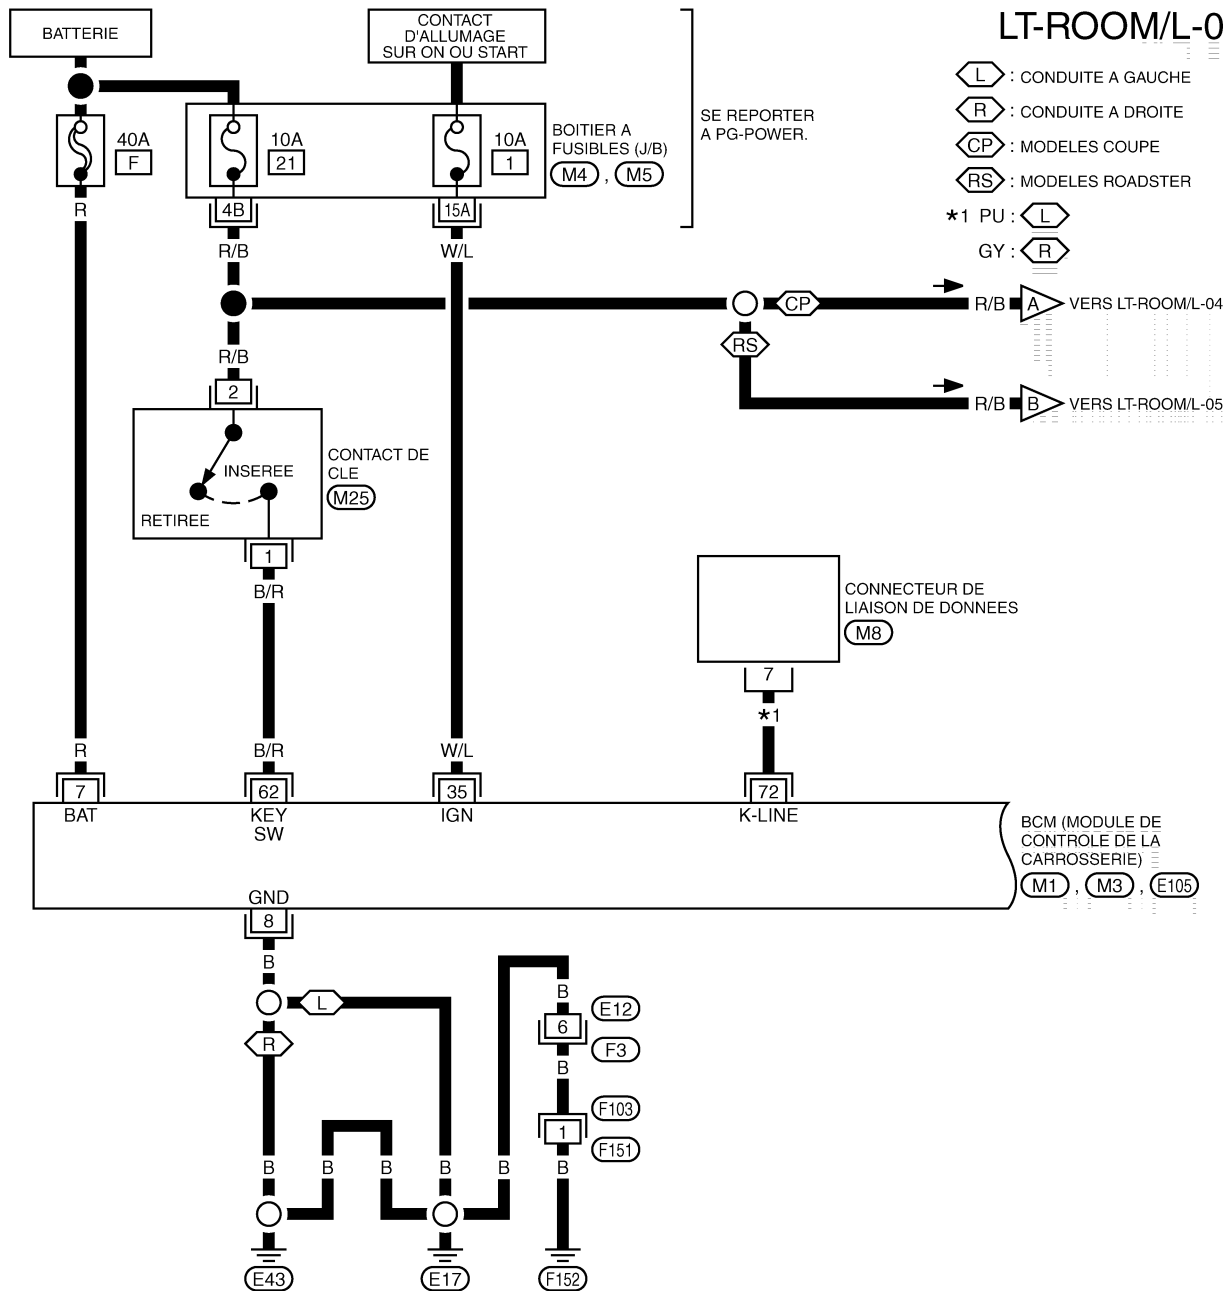 LT-ROOM/L-0
BATTERIE
CONTACT
D'ALLUMAGE
SUR ON OU START
L : CONDUITE A GAUCHE
R : CONDUITE A DROITE
CP : MODELES COUPE
RS : MODELES ROADSTER
*1 PU : L
GY : R
40A
F
10A
21
10A
1
BOITIER A
FUSIBLES (J/B)
M4 , M5
SE REPORTER
A PG-POWER.
R
4B
15A
R/B
W/L
CP
R/B
A
VERS LT-ROOM/L-04
RS
R/B
B
VERS LT-ROOM/L-05
R/B
2
INSEREE
RETIREE
CONTACT DE
CLE
M25
1
B/R
CONNECTEUR DE
LIAISON DE DONNEES
M8
7
*1
R
B/R
W/L
7
62
35
72
BAT
KEY
SW
IGN
K-LINE
BCM (MODULE DE
CONTROLE DE LA
CARROSSERIE)
M1 , M3 , E105
GND
8
B
L
R
B
6
E12
F3
B
F103
1
F151
B
B
B
B
B
B
E43
E17
F152